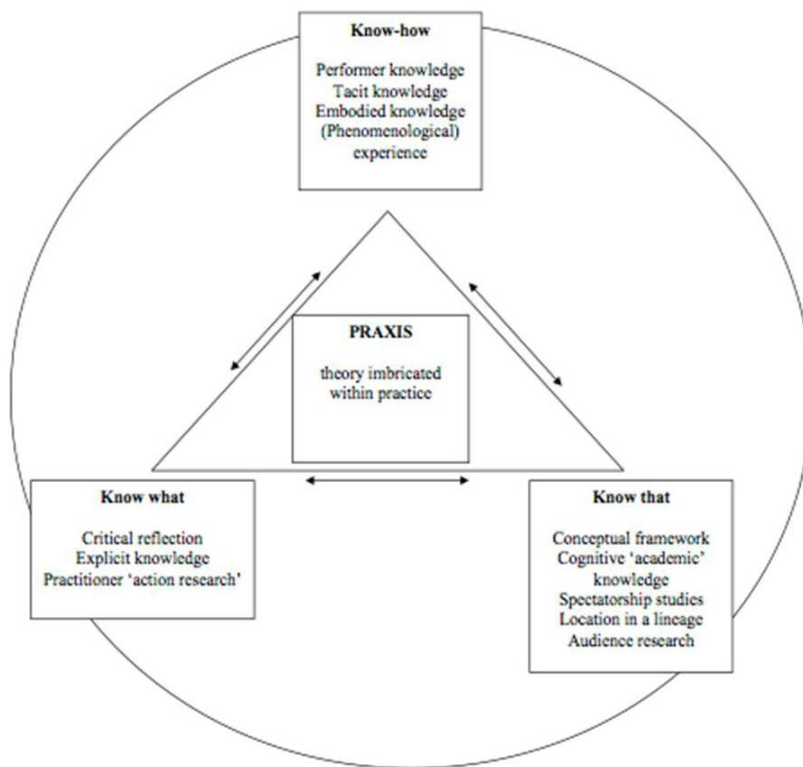 Know-how
Performer knowledge
Tacit knowledge
Embodied knowledge
(Phenomenological)
experience
PRAXIS
theory imbricated
within practice
Know what
Critical reflection
Explicit knowledge
Practitioner ‘action research’
Know that
Conceptual framework
Cognitive ‘academic’
knowledge
Spectatorship studies
Location in a lineage
Audience research